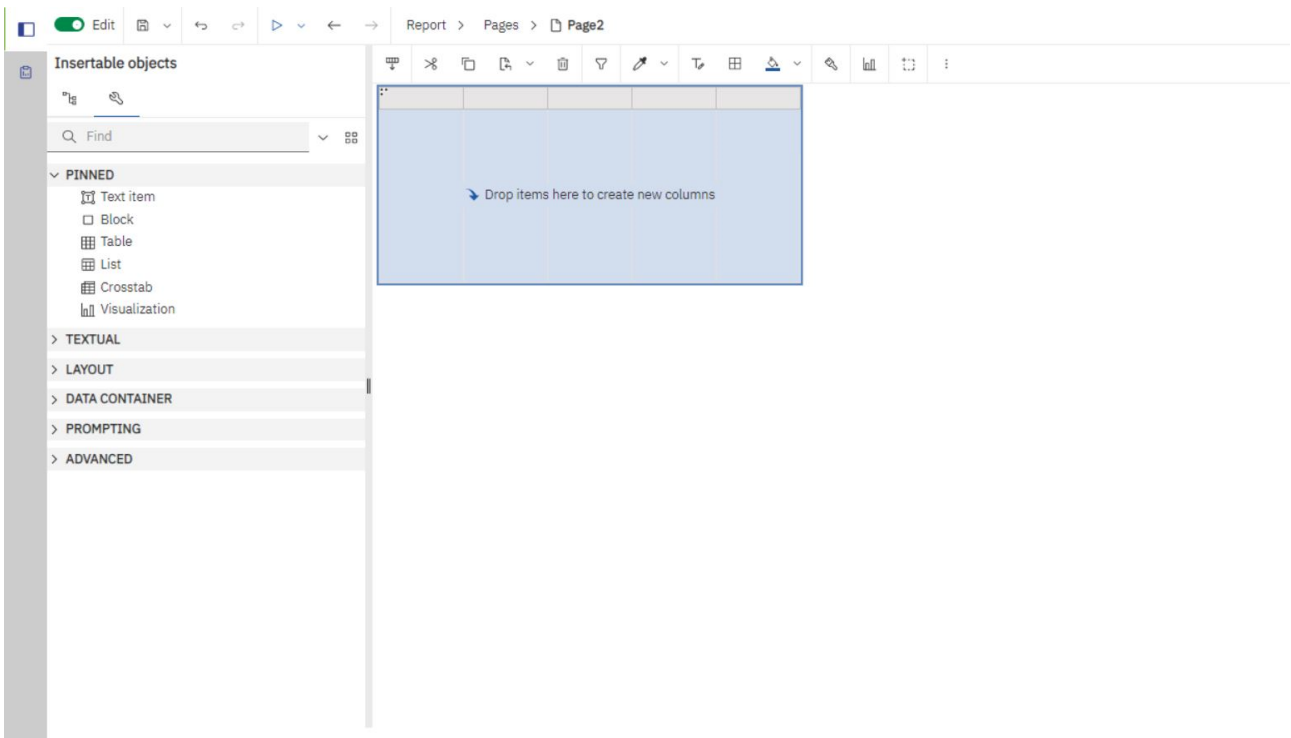 Edit
Report > Pages > Page2
Insertable objects
Find
PINNED
Text item
Block
Table
List
Crosstab
Visualization
TEXTUAL
LAYOUT
DATA CONTAINER
PROMPTING
ADVANCED
Drop items here to create new columns